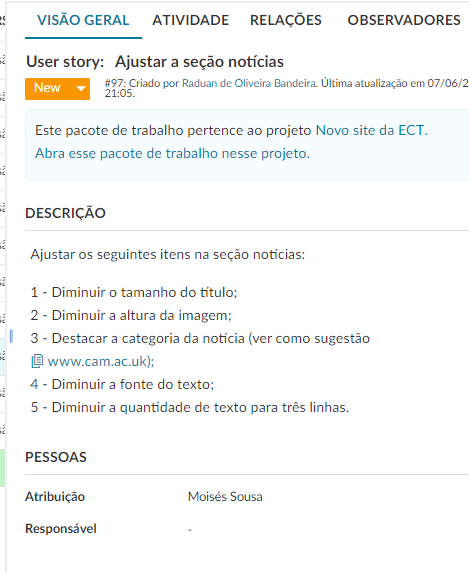 VISÃO GERAL ATIVIDADE RELAÇÕES OBSERVADORES
User story: Ajustar a seção notícias
New
#97: Criado por Raduan de Oliveira Bandeira. Última atualização em 07/06/2
21:05.
Este pacote de trabalho pertence ao projeto Novo site da ECT.
Abra esse pacote de trabalho nesse projeto.
DESCRIÇÃO
Ajustar os seguintes itens na seção notícias:
1 - Diminuir o tamanho do título;
2 - Diminuir a altura da imagem;
3 - Destacar a categoria da notícia (ver como sugestão
www.cam.ac.uk);
4 - Diminuir a fonte do texto;
5 - Diminuir a quantidade de texto para três linhas.
PESSOAS
Atribuição Moisés Sousa
Responsável -